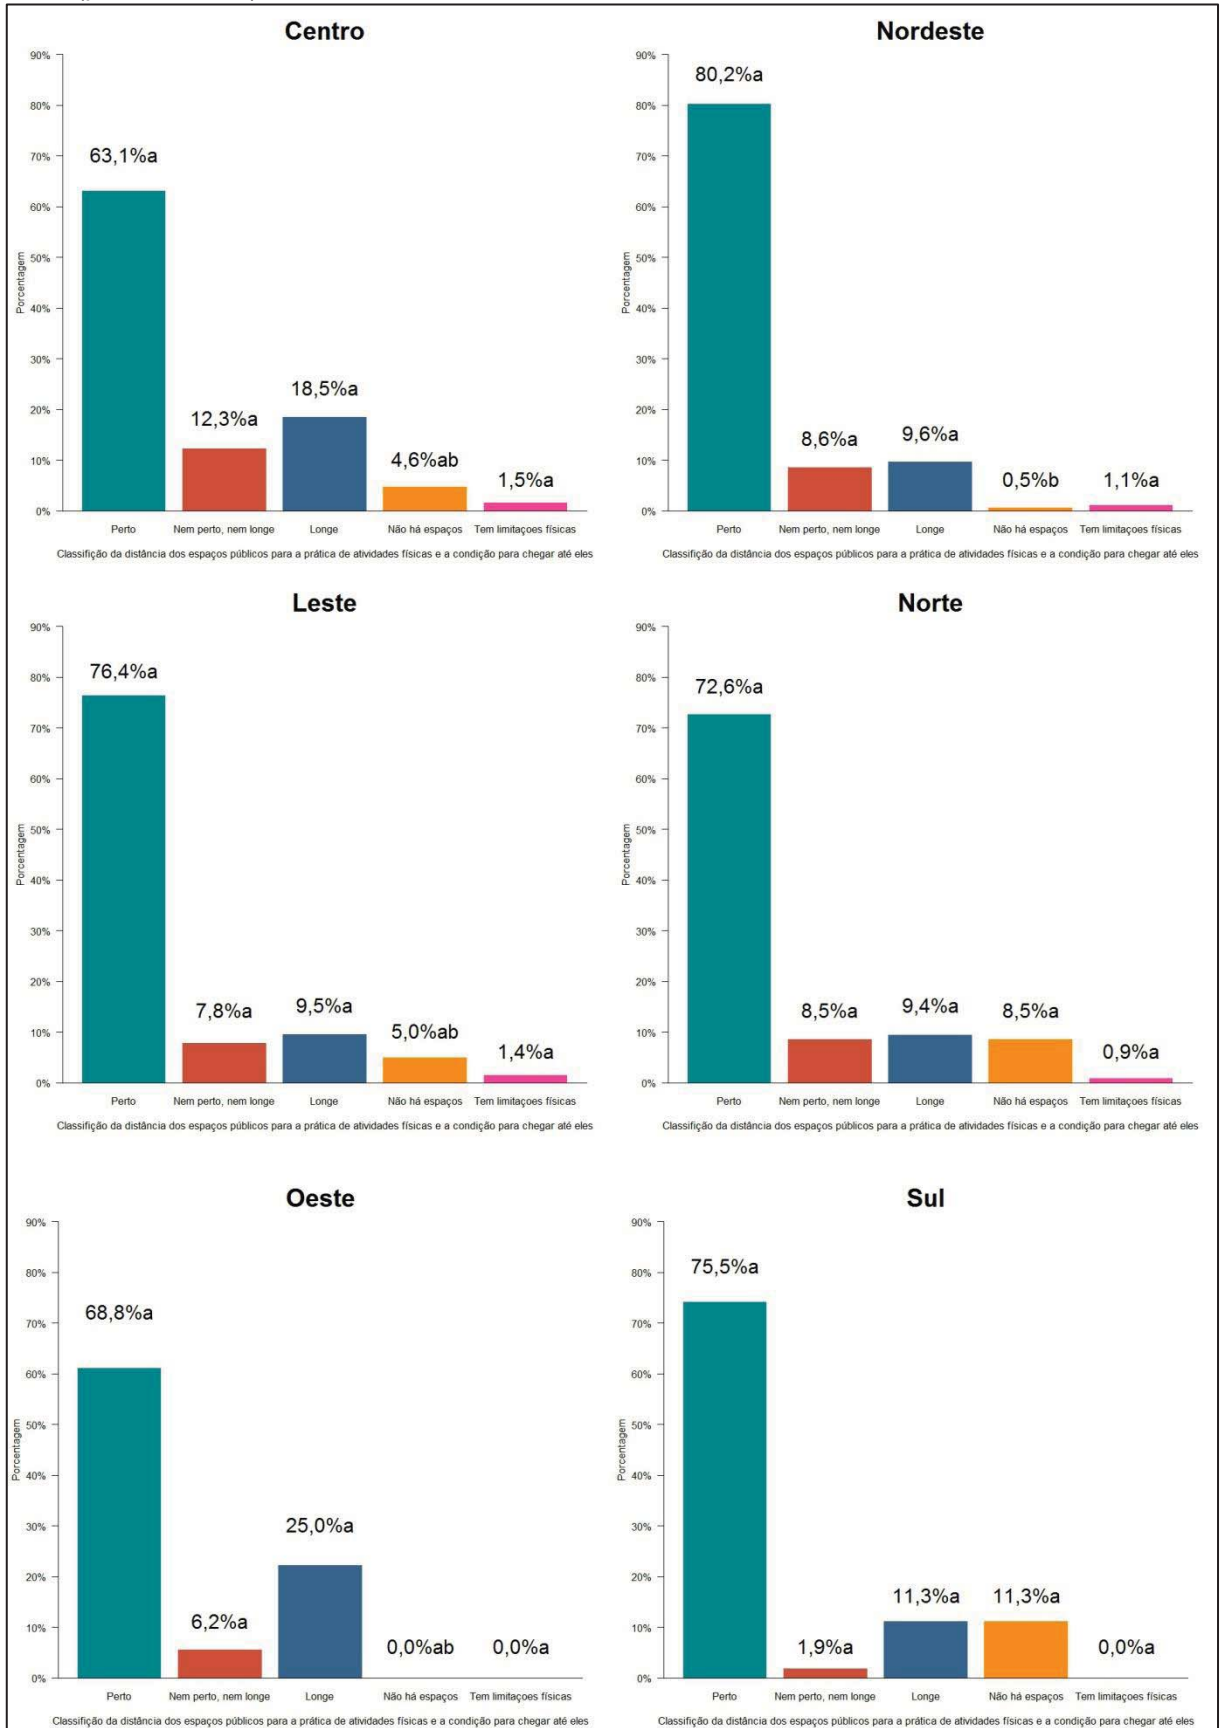 Centro
90%
80%
70%
60%
50%
40%
30%
20%
10%
0%
Porcentagem
63,1%a
12,3%a
18,5%a
4,6%ab
1,5%a
Perto
Nem perto, nem longe
Longe
Não há espaços
Tem limitaçoes físicas
Classifição da distância dos espaços públicos para a prática de atividades físicas e a condição para chegar até eles
Nordeste
90%
80%
70%
60%
50%
40%
30%
20%
10%
0%
Porcentagem
80,2%a
8,6%a
9,6%a
0,5%b
1,1%a
Perto
Nem perto, nem longe
Longe
Não há espaços
Tem limitaçoes físicas
Classifição da distância dos espaços públicos para a prática de atividades físicas e a condição para chegar até eles
Leste
90%
80%
70%
60%
50%
40%
30%
20%
10%
0%
Porcentagem
76,4%a
7,8%a
9,5%a
5,0%ab
1,4%a
Perto
Nem perto, nem longe
Longe
Não há espaços
Tem limitaçoes físicas
Classifição da distância dos espaços públicos para a prática de atividades físicas e a condição para chegar até eles
Norte
90%
80%
70%
60%
50%
40%
30%
20%
10%
0%
Porcentagem
72,6%a
8,5%a
9,4%a
8,5%a
0,9%a
Perto
Nem perto, nem longe
Longe
Não há espaços
Tem limitaçoes físicas
Classifição da distância dos espaços públicos para a prática de atividades físicas e a condição para chegar até eles
Oeste
90%
80%
70%
60%
50%
40%
30%
20%
10%
0%
Porcentagem
68,8%a
6,2%a
25,0%a
0,0%ab
0,0%a
Perto
Nem perto, nem longe
Longe
Não há espaços
Tem limitaçoes físicas
Classifição da distância dos espaços públicos para a prática de atividades físicas e a condição para chegar até eles
Sul
90%
80%
70%
60%
50%
40%
30%
20%
10%
0%
Porcentagem
75,5%a
1,9%a
11,3%a
11,3%a
0,0%a
Perto
Nem perto, nem longe
Longe
Não há espaços
Tem limitaçoes físicas
Classifição da distância dos espaços públicos para a prática de atividades físicas e a condição para chegar até eles